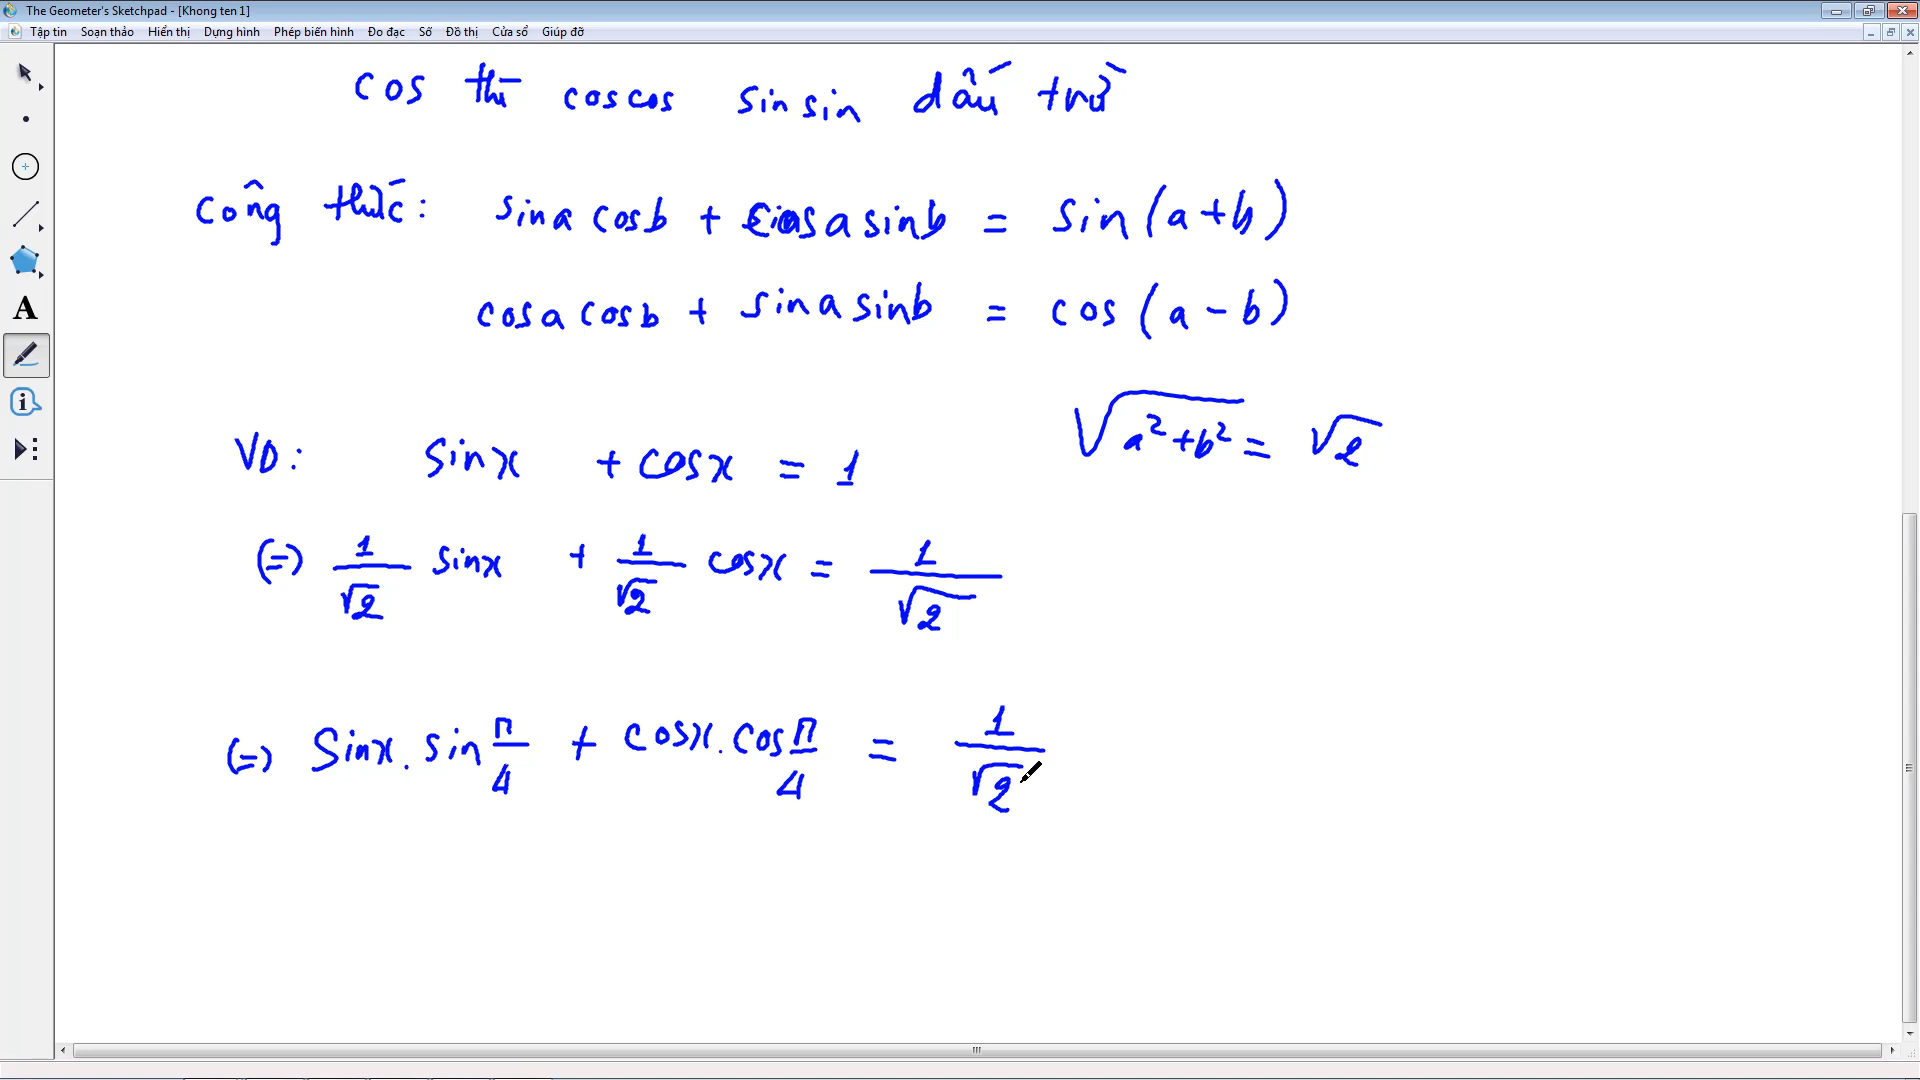 The Geometer's Sketchpad - [Khong ten 1]
Tập tin Soạn thảo Hiển thị Dựng hình Phép biến hình Đo đạc Số Đồ thị Cửa sổ Giúp đỡ
cos thì coscos sinsin dấu trừ
Công thức: sina cosb + cosa sinb = sin(a+b)
cosa cosb + sina sinb = cos(a-b)
√(a²+b²) = √2
VD: sinx + cosx = 1
(=) 1/√2 sinx + 1/√2 cosx = 1/√2
(=) Sinx. sin π/4 + cosx. cos π/4 = 1/√2
A